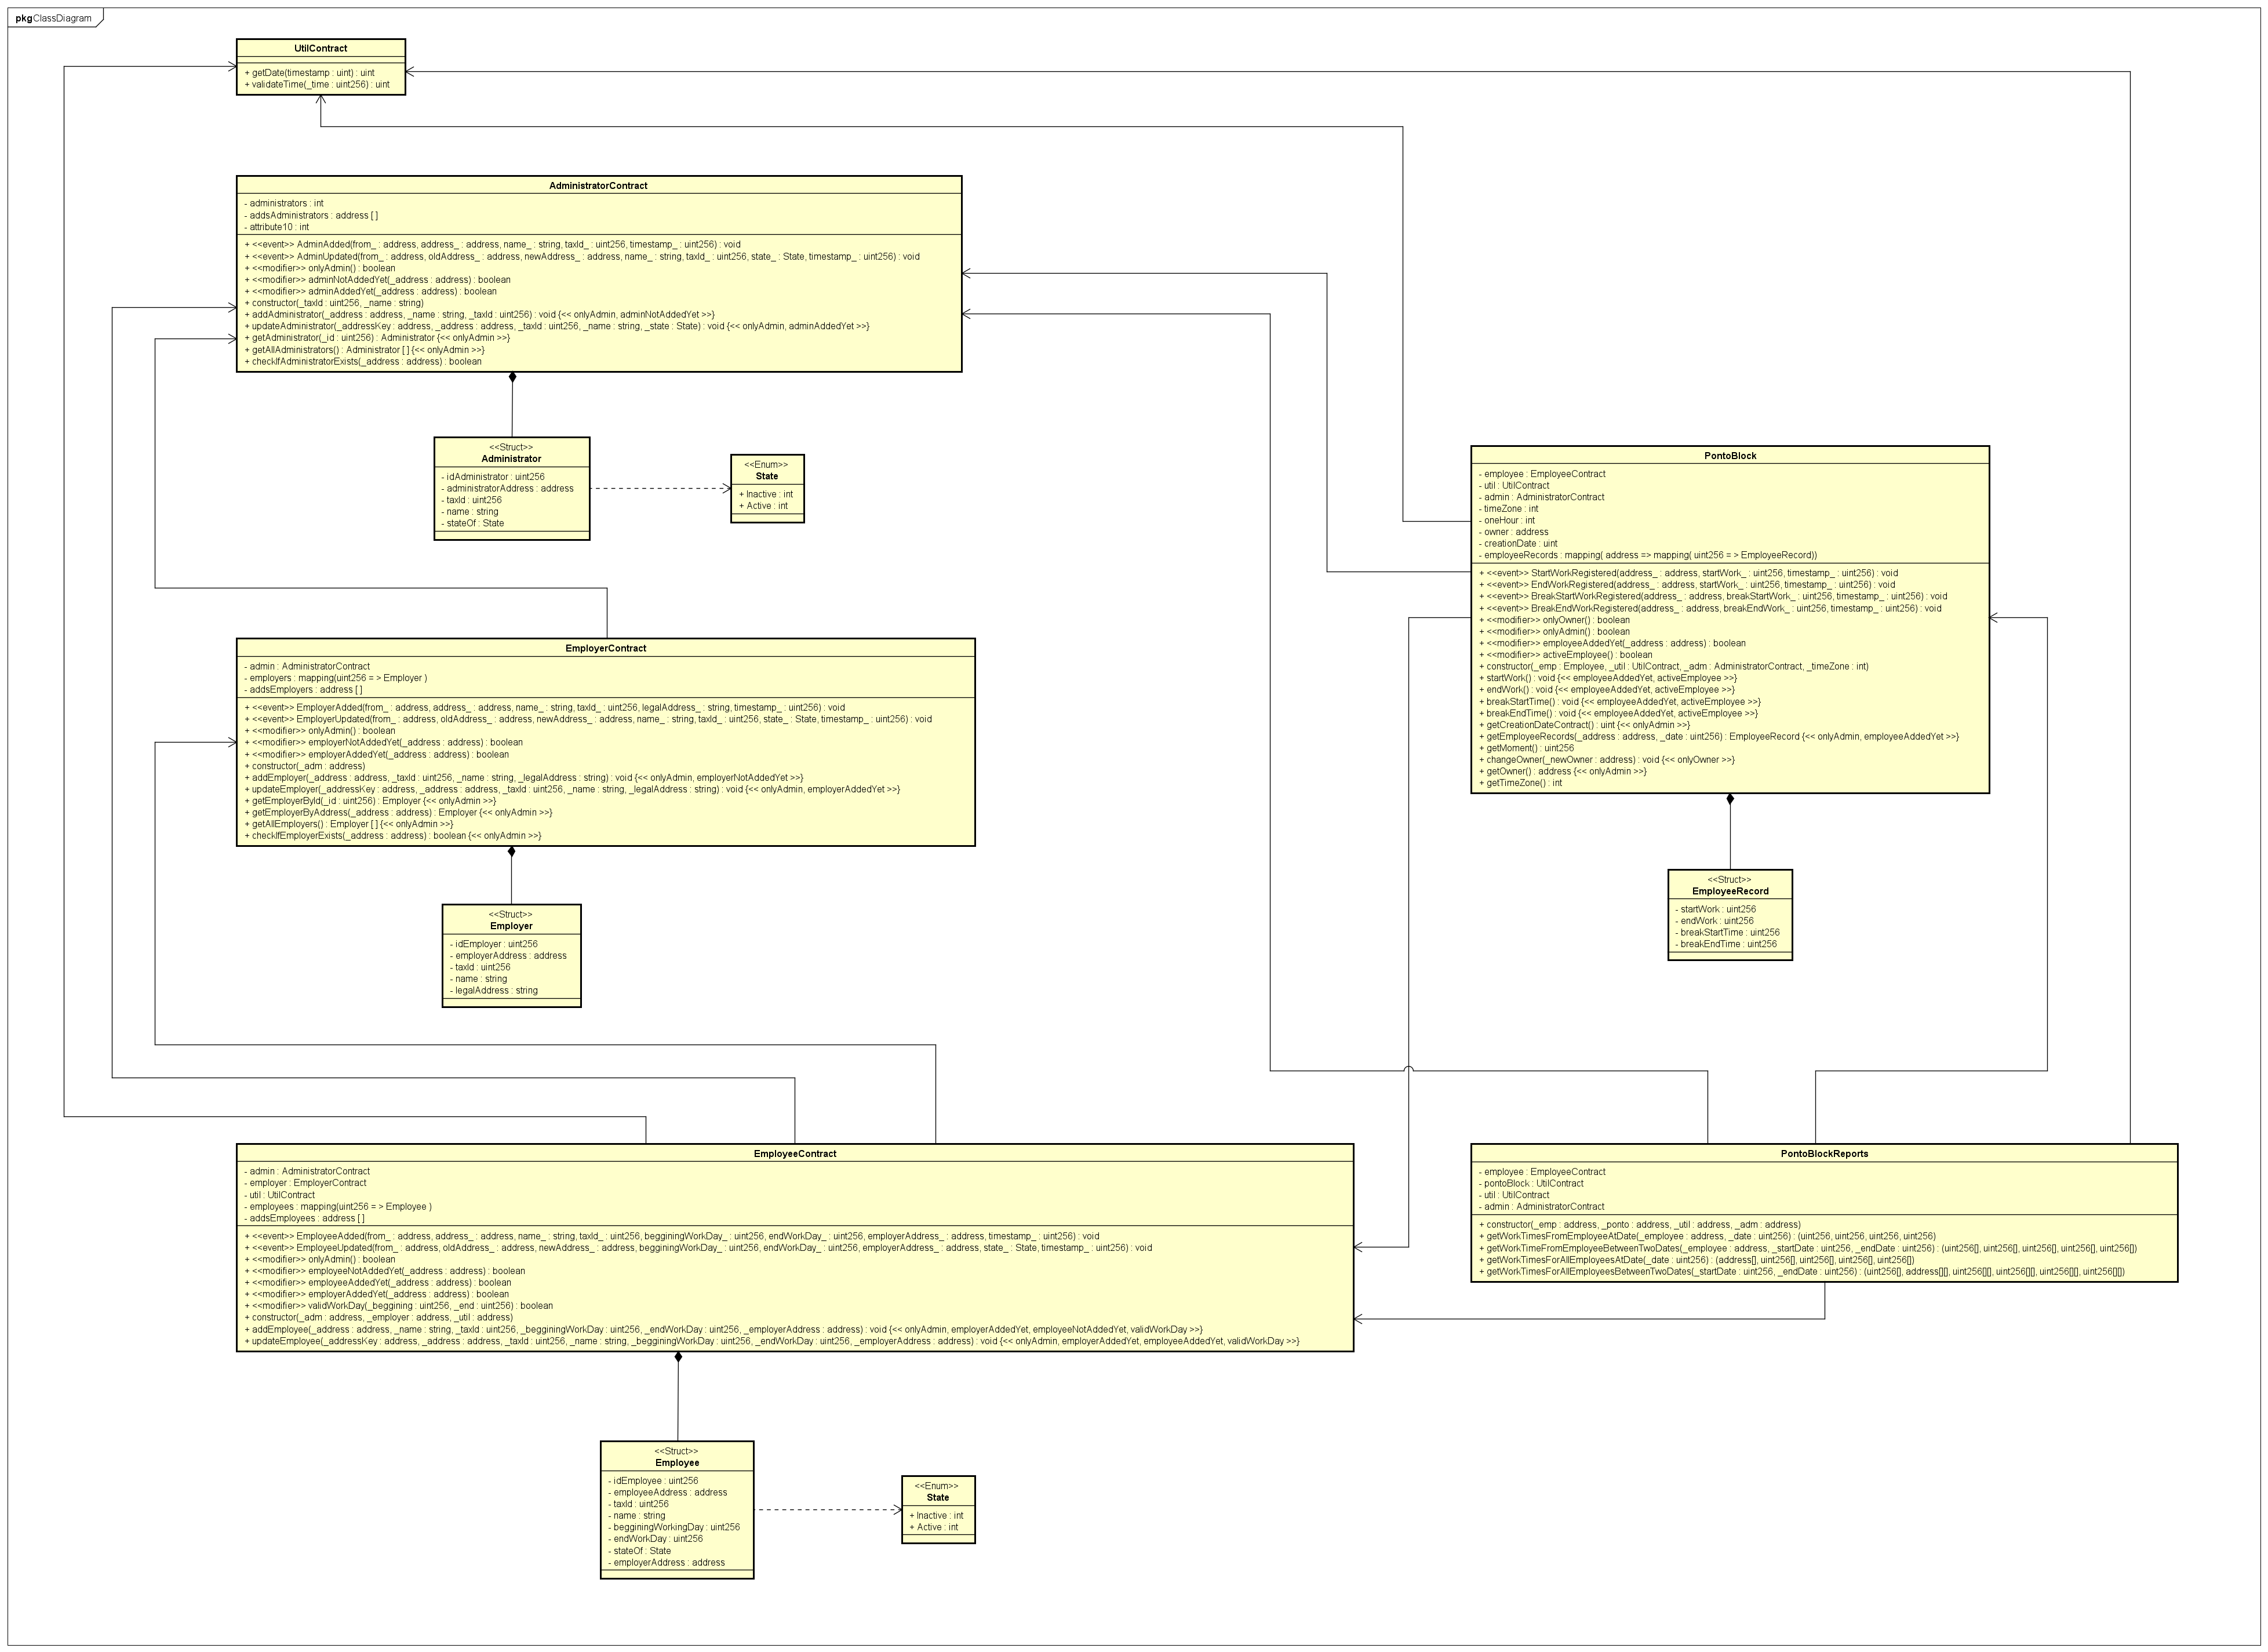 pkg ClassDiagram
UtilContract
+ getDate(timestamp : uint) : uint
+ validateTime(_time : uint256) : uint
AdministratorContract
- administrators : int
- addsAdministrators : address [ ]
- attribute10 : int
+ <<event>> AdminAdded(from_ : address, address_ : address, name_ : string, taxId_ : uint256, timestamp_ : uint256) : void
+ <<event>> AdminUpdated(from_ : address, oldAddress_ : address, newAddress_ : address, name_ : string, taxId_ : uint256, state_ : State, timestamp_ : uint256) : void
+ <<modifier>> onlyAdmin() : boolean
+ <<modifier>> adminNotAddedYet(_address : address) : boolean
+ <<modifier>> adminAddedYet(_address : address) : boolean
+ constructor(_taxId : uint256, _name : string)
+ addAdministrator(_address : address, _name : string, _taxId : uint256) : void {<< onlyAdmin, adminNotAddedYet >>}
+ updateAdministrator(_addressKey : address, _address : address, _taxId : uint256, _name : string, _state : State) : void {<< onlyAdmin, adminAddedYet >>}
+ getAdministrator(_id : uint256) : Administrator {<< onlyAdmin >>}
+ getAllAdministrators() : Administrator [ ] {<< onlyAdmin >>}
+ checkIfAdministratorExists(_address : address) : boolean
<<Struct>>
Administrator
- idAdministrator : uint256
- administratorAddress : address
- taxId : uint256
- name : string
- stateOf : State
<<Enum>>
State
+ Inactive : int
+ Active : int
PontoBlock
- employee : EmployeeContract
- util : UtilContract
- admin : AdministratorContract
- timeZone : int
- oneHour : int
- owner : address
- creationDate : uint
- employeeRecords : mapping( address => mapping( uint256 = > EmployeeRecord))
+ <<event>> StartWorkRegistered(address_ : address, startWork_ : uint256, timestamp_ : uint256) : void
+ <<event>> EndWorkRegistered(address_ : address, startWork_ : uint256, timestamp_ : uint256) : void
+ <<event>> BreakStartWorkRegistered(address_ : address, breakStartWork_ : uint256, timestamp_ : uint256) : void
+ <<event>> BreakEndWorkRegistered(address_ : address, breakEndWork_ : uint256, timestamp_ : uint256) : void
+ <<modifier>> onlyOwner() : boolean
+ <<modifier>> onlyAdmin() : boolean
+ <<modifier>> employeeAddedYet(_address : address) : boolean
+ <<modifier>> activeEmployee() : boolean
+ constructor(_emp : Employee, _util : UtilContract, _adm : AdministratorContract, _timeZone : int)
+ startWork() : void {<< employeeAddedYet, activeEmployee >>}
+ endWork() : void {<< employeeAddedYet, activeEmployee >>}
+ breakStartTime() : void {<< employeeAddedYet, activeEmployee >>}
+ breakEndTime() : void {<< employeeAddedYet, activeEmployee >>}
+ getCreationDateContract() : uint {<< onlyAdmin >>}
+ getEmployeeRecords(_address : address, _date : uint256) : EmployeeRecord {<< onlyAdmin, employeeAddedYet >>}
+ getMoment() : uint256
+ changeOwner(_newOwner : address) : void {<< onlyOwner >>}
+ getOwner() : address {<< onlyAdmin >>}
+ getTimeZone() : int
EmployerContract
- admin : AdministratorContract
- employers : mapping(uint256 = > Employer )
- addsEmployers : address [ ]
+ <<event>> EmployerAdded(from_ : address, address_ : address, name_ : string, taxId_ : uint256, legalAddress_ : string, timestamp_ : uint256) : void
+ <<event>> EmployerUpdated(from_ : address, oldAddress_ : address, newAddress_ : address, name_ : string, taxId_ : uint256, state_ : State, timestamp_ : uint256) : void
+ <<modifier>> onlyAdmin() : boolean
+ <<modifier>> employerNotAddedYet(_address : address) : boolean
+ <<modifier>> employerAddedYet(_address : address) : boolean
+ constructor(_adm : address)
+ addEmployer(_address : address, _taxId : uint256, _name : string, _legalAddress : string) : void {<< onlyAdmin, employerNotAddedYet >>}
+ updateEmployer(_addressKey : address, _address : address, _taxId : uint256, _name : string, _legalAddress : string) : void {<< onlyAdmin, employerAddedYet >>}
+ getEmployerById(_id : uint256) : Employer {<< onlyAdmin >>}
+ getEmployerByAddress(_address : address) : Employer {<< onlyAdmin >>}
+ getAllEmployers() : Employer [ ] {<< onlyAdmin >>}
+ checkIfEmployerExists(_address : address) : boolean {<< onlyAdmin >>}
<<Struct>>
EmployeeRecord
- startWork : uint256
- endWork : uint256
- breakStartTime : uint256
- breakEndTime : uint256
<<Struct>>
Employer
- idEmployer : uint256
- employerAddress : address
- taxId : uint256
- name : string
- legalAddress : string
EmployeeContract
- admin : AdministratorContract
- employer : EmployerContract
- util : UtilContract
- employees : mapping(uint256 = > Employee )
- addsEmployees : address [ ]
+ <<event>> EmployeeAdded(from_ : address, address_ : address, name_ : string, taxId_ : uint256, begginingWorkDay_ : uint256, endWorkDay_ : uint256, employerAddress_ : address, timestamp_ : uint256) : void
+ <<event>> EmployeeUpdated(from_ : address, oldAddress_ : address, newAddress_ : address, begginingWorkDay_ : uint256, endWorkDay_ : uint256, employerAddress_ : address, state_ : State, timestamp_ : uint256) : void
+ <<modifier>> onlyAdmin() : boolean
+ <<modifier>> employeeNotAddedYet(_address : address) : boolean
+ <<modifier>> employeeAddedYet(_address : address) : boolean
+ <<modifier>> employerAddedYet(_address : address) : boolean
+ <<modifier>> validWorkDay(_beggining : uint256, _end : uint256) : boolean
+ constructor(_adm : address, _employer : address, _util : address)
+ addEmployee(_address : address, _name : string, _taxId : uint256, _begginingWorkDay : uint256, _endWorkDay : uint256, _employerAddress : address) : void {<< onlyAdmin, employerAddedYet, employeeNotAddedYet, validWorkDay >>}
+ updateEmployee(_addressKey : address, _address : address, _taxId : uint256, _name : string, _begginingWorkDay : uint256, _endWorkDay : uint256, _employerAddress : address) : void {<< onlyAdmin, employerAddedYet, employeeAddedYet, validWorkDay >>}
PontoBlockReports
- employee : EmployeeContract
- pontoBlock : UtilContract
- util : UtilContract
- admin : AdministratorContract
+ constructor(_emp : address, _ponto : address, _util : address, _adm : address)
+ getWorkTimesFromEmployeeAtDate(_employee : address, _date : uint256) : (uint256, uint256, uint256, uint256)
+ getWorkTimeFromEmployeeBetweenTwoDates(_employee : address, _startDate : uint256, _endDate : uint256) : (uint256[], uint256[], uint256[], uint256[], uint256[])
+ getWorkTimesForAllEmployeesAtDate(_date : uint256) : (address[], uint256[], uint256[], uint256[], uint256[])
+ getWorkTimesForAllEmployeesBetweenTwoDates(_startDate : uint256, _endDate : uint256) : (uint256[], address[][], uint256[][], uint256[][], uint256[][], uint256[][])
<<Struct>>
Employee
- idEmployee : uint256
- employeeAddress : address
- taxId : uint256
- name : string
- begginingWorkingDay : uint256
- endWorkDay : uint256
- stateOf : State
- employerAddress : address
<<Enum>>
State
+ Inactive : int
+ Active : int